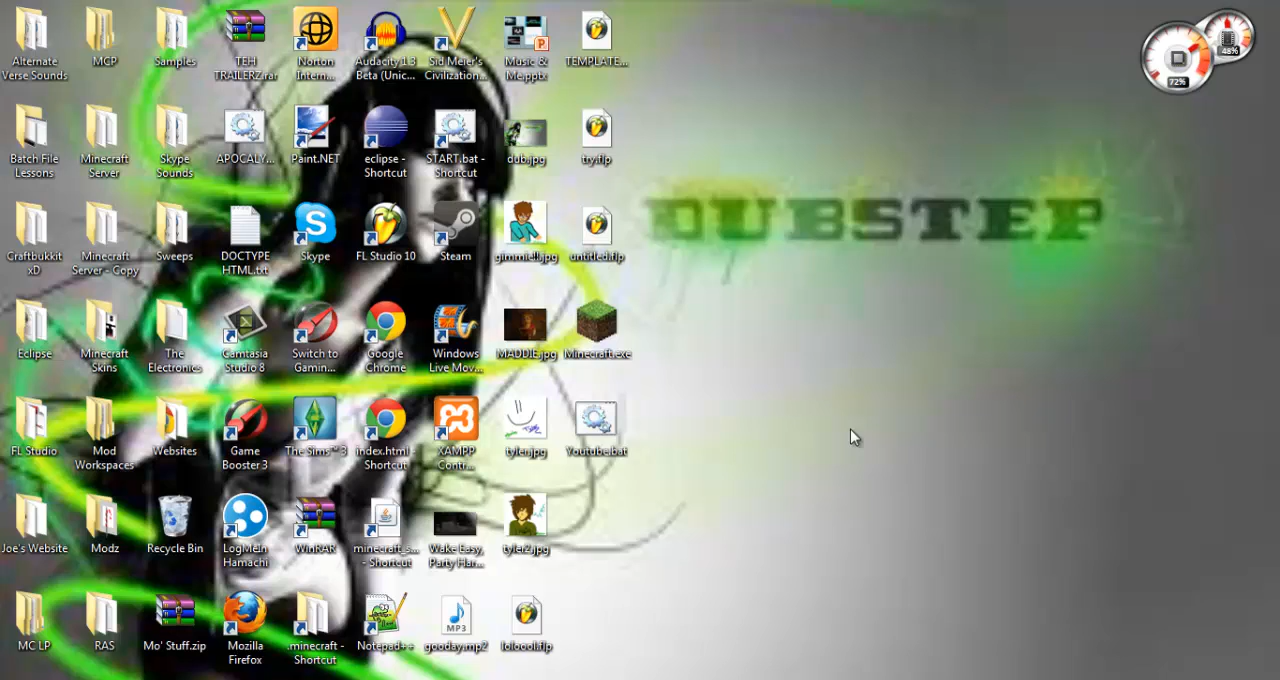 Alternate
Verse Sounds
MCP
Samples
TEH
TRAILERZ.rar
Norton
Intern...
Audacity 1.3
Beta (Unic...
Sid Meier's
Civilization...
Music &
Me.pptx
TEMPLATE...
48%
72%
Batch File
Lessons
Minecraft
Server
Skype
Sounds
APOCALY...
Paint.NET
eclipse -
Shortcut
START.bat -
Shortcut
dub.jpg
try.flp
DUBSTEP
Craftbukkit
xD
Minecraft
Server - Copy
Sweeps
DOCTYPE
HTML.txt
Skype
FL Studio 10
Steam
gimmie!!.jpg
untitled.flp
Eclipse
Minecraft
Skins
The
Electronics
Camtasia
Studio 8
Switch to
Gamin...
Google
Chrome
Windows
Live Mov...
MADDIE.jpg
Minecraft.exe
FL Studio
Mod
Workspaces
Websites
Game
Booster 3
The Sims™ 3
index.html -
Shortcut
XAMPP
Contr...
tyler.jpg
Youtube.bat
Joe's Website
Modz
Recycle Bin
LogMeIn
Hamachi
WinRAR
minecraft_s...
- Shortcut
Wake Easy,
Party Har...
tyler2.jpg
MC LP
RAS
Mo' Stuff.zip
Mozilla
Firefox
.minecraft -
Shortcut
Notepad++
MP3
gooday.mp2
loloool.flp